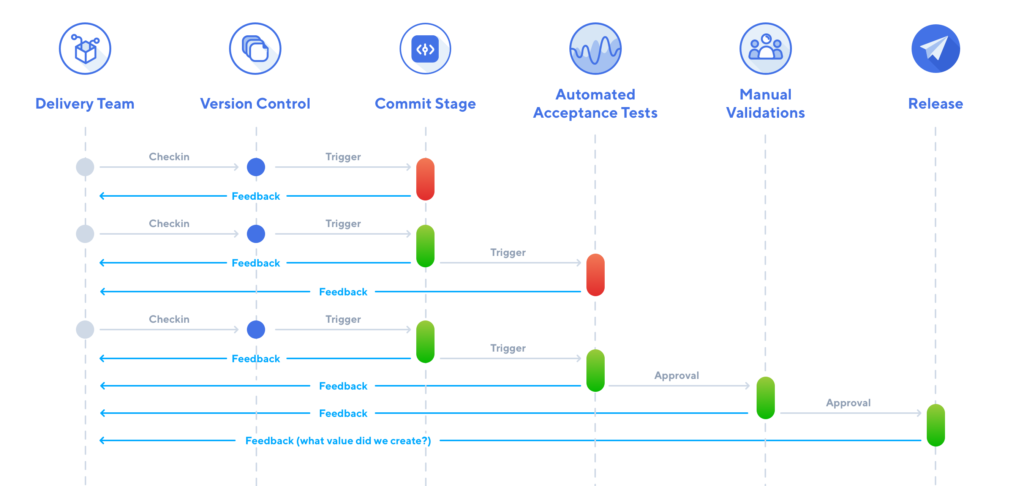 Delivery Team
Version Control
Commit Stage
Automated
Acceptance Tests
Manual
Validations
Release
Checkin
Trigger
Feedback
Checkin
Trigger
Feedback
Trigger
Feedback
Checkin
Trigger
Feedback
Trigger
Feedback
Approval
Feedback
Approval
Feedback (what value did we create?)